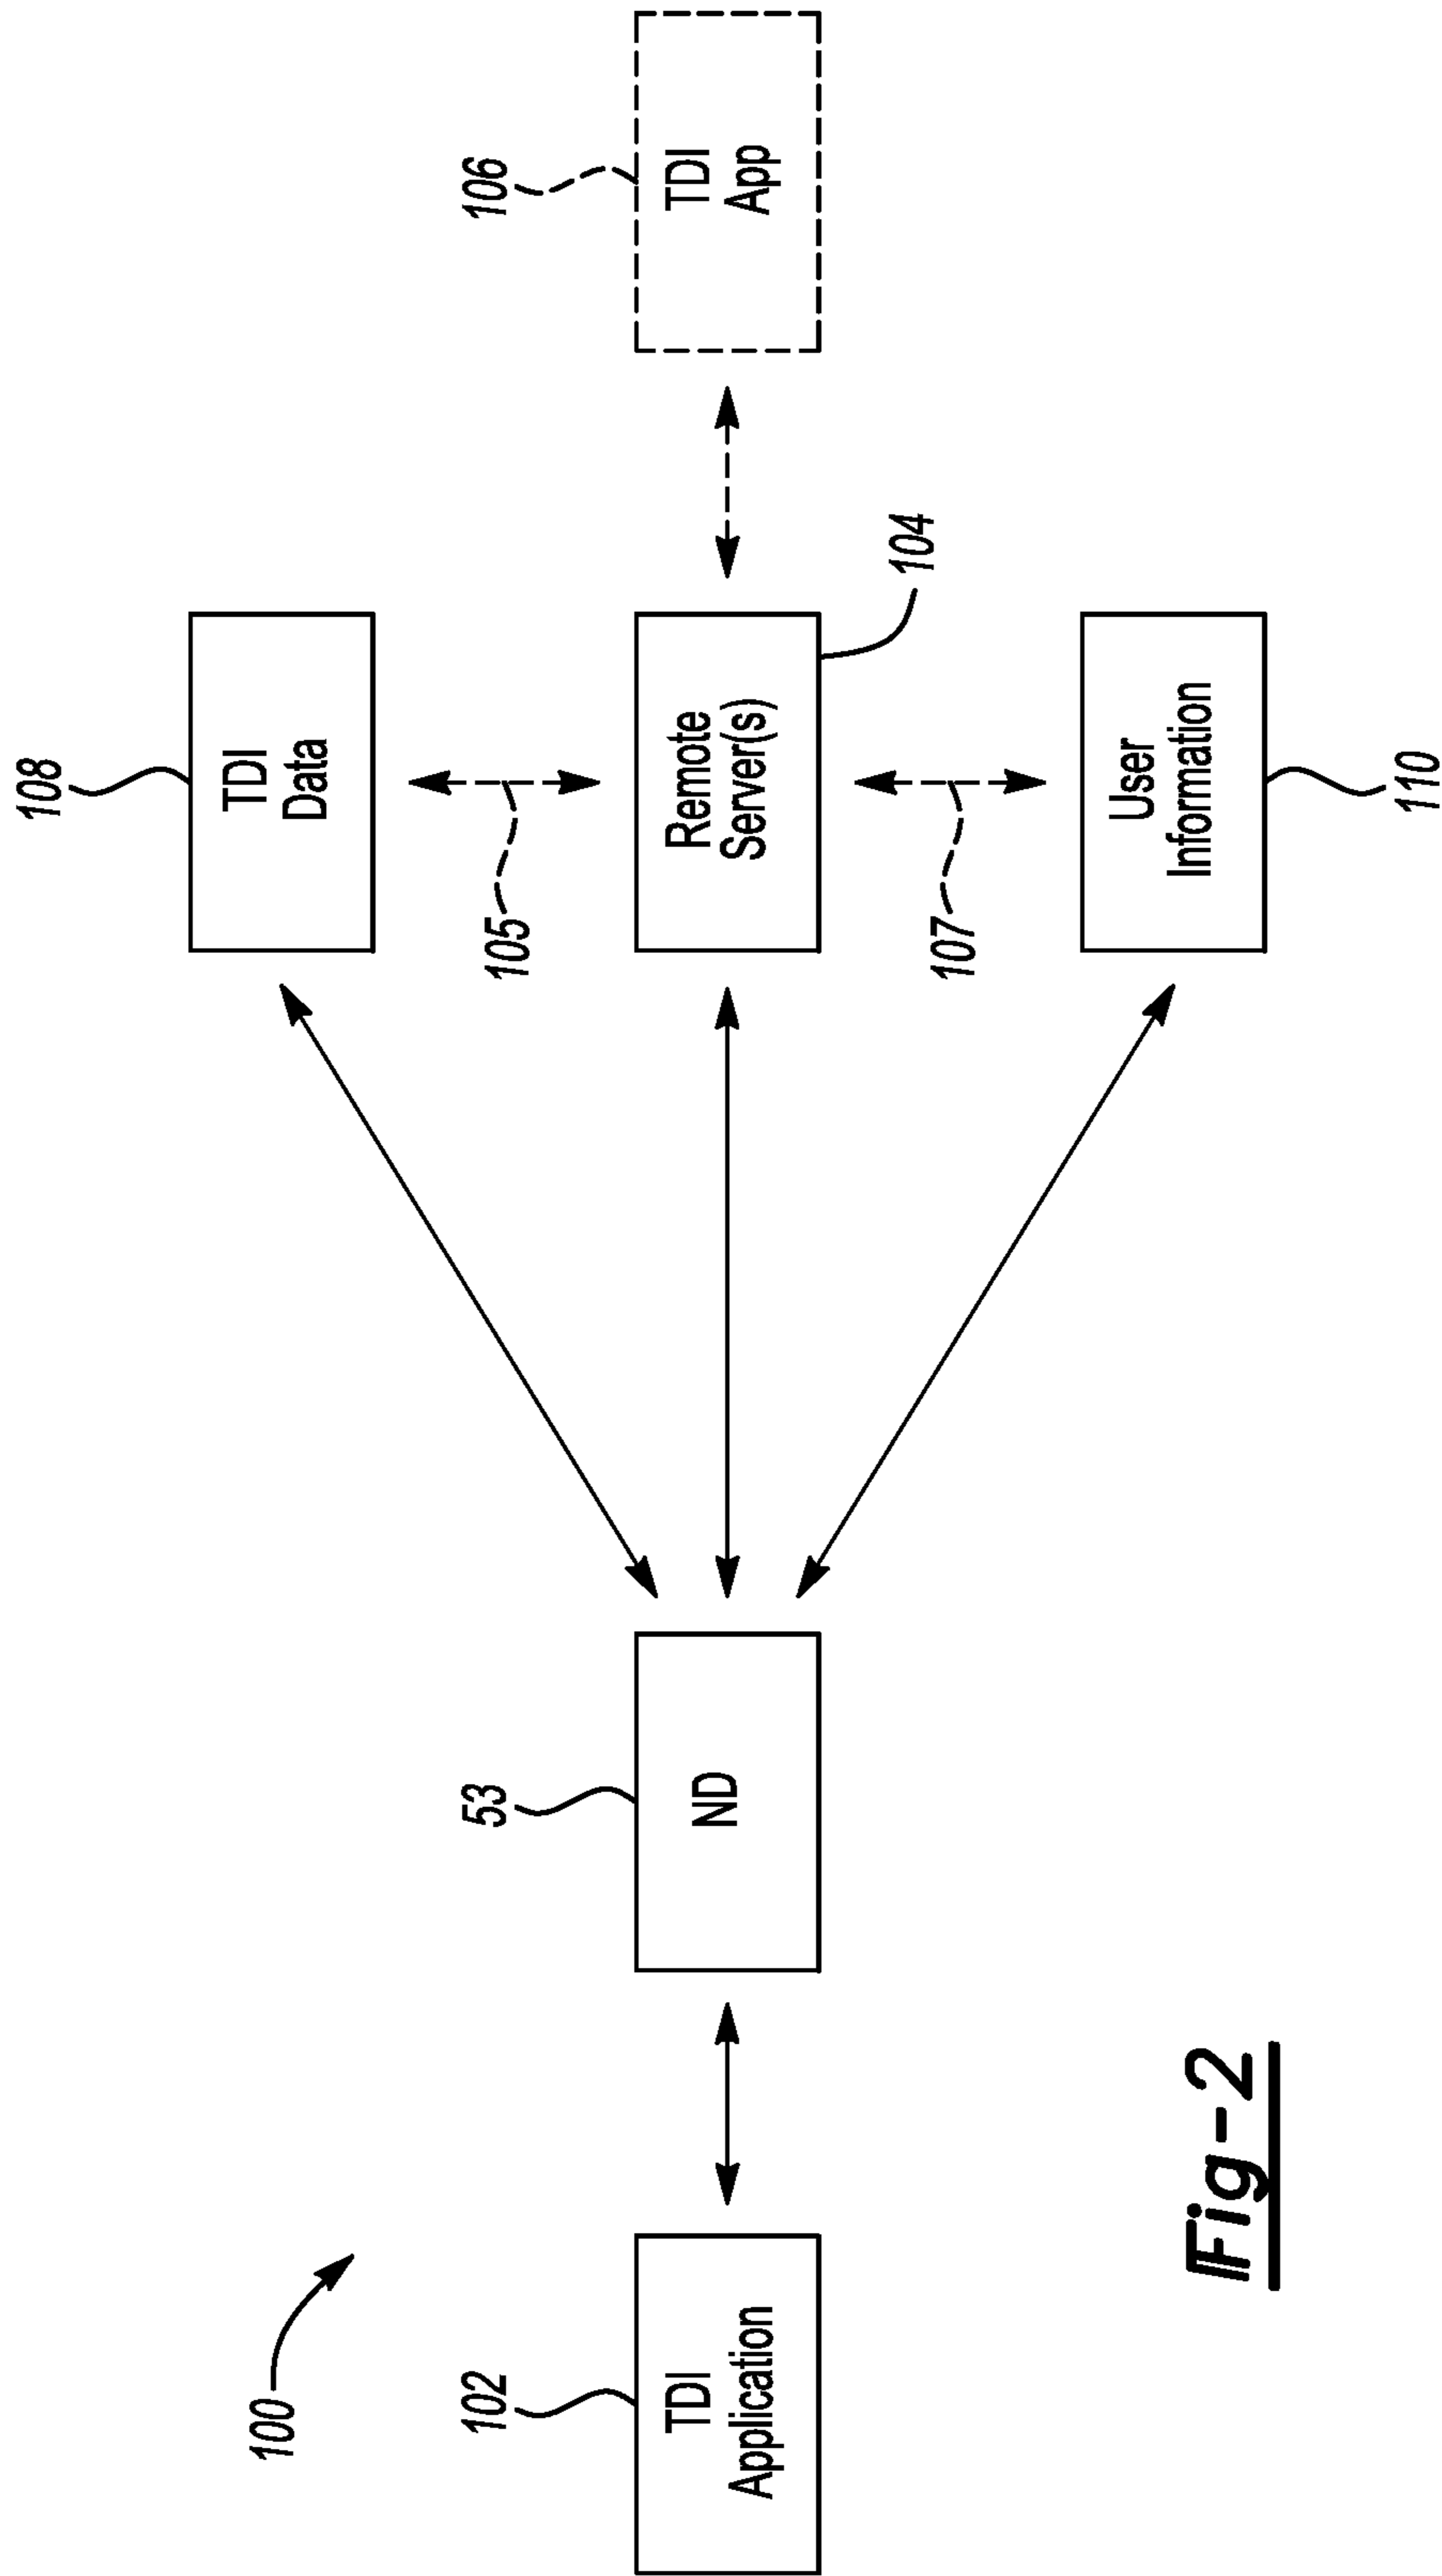 108
TDI
Data
100
102
53
105
106
TDI
Application
ND
Remote
Server(s)
TDI
App
104
107
User
Information
110
Fig-2